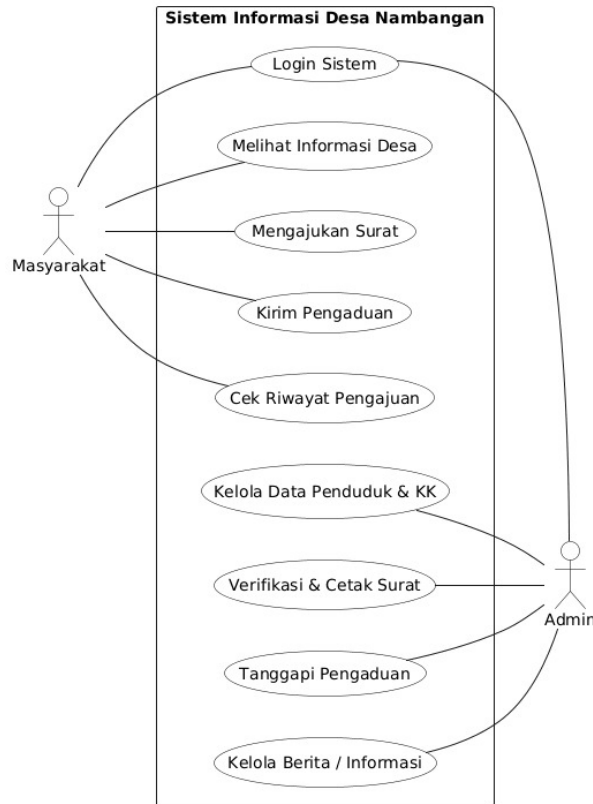 Sistem Informasi Desa Nambangan
Login Sistem
Melihat Informasi Desa
Mengajukan Surat
Masyarakat
Kirim Pengaduan
Cek Riwayat Pengajuan
Kelola Data Penduduk & KK
Verifikasi & Cetak Surat
Admin
Tanggapi Pengaduan
Kelola Berita / Informasi